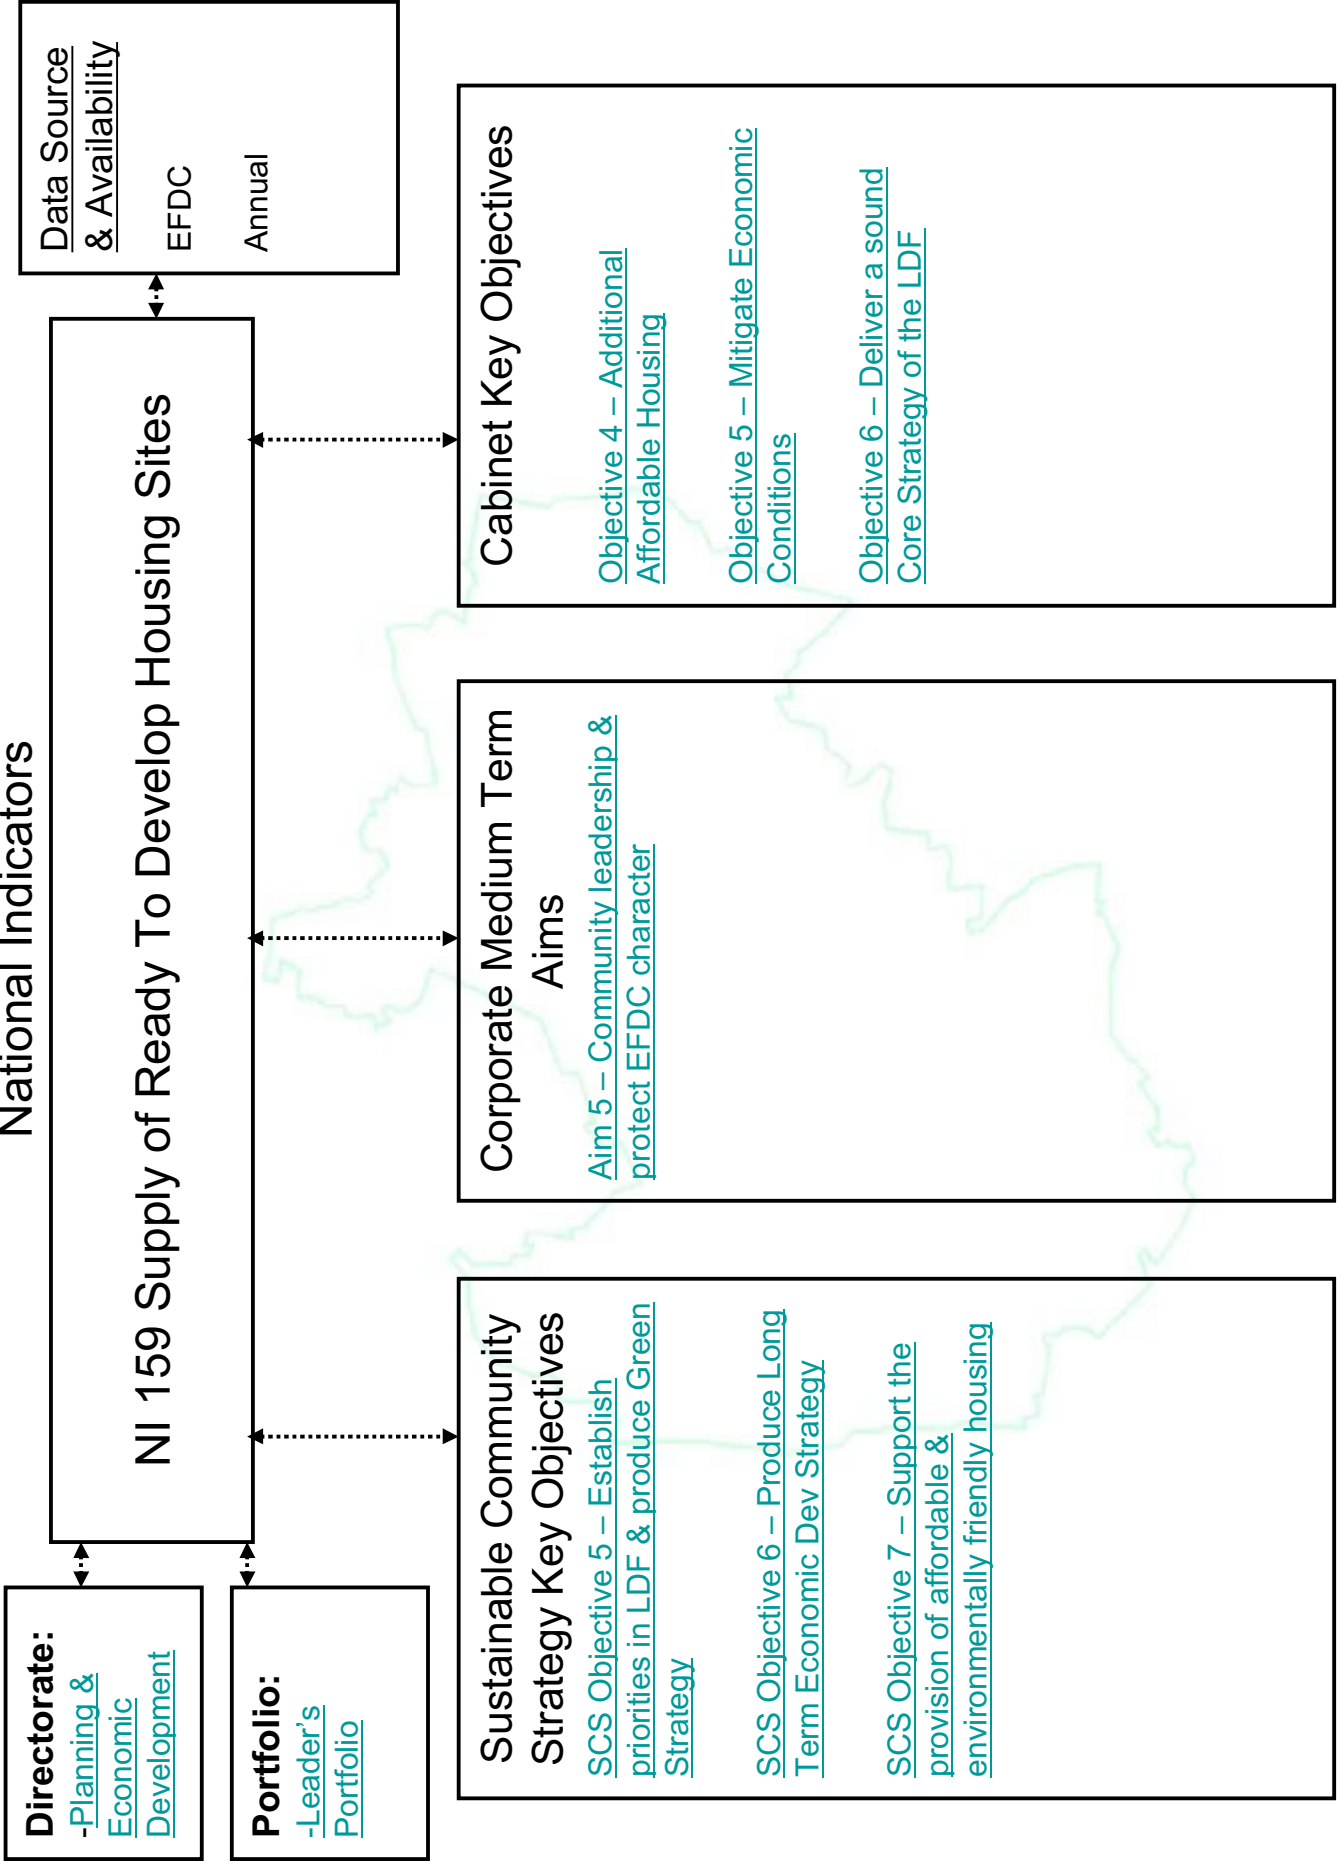 National Indicators
Directorate:
-Planning &
Economic
Development
Portfolio:
-Leader’s
Portfolio
NI 159 Supply of Ready To Develop Housing Sites
Data Source
& Availability
EFDC
Annual
Sustainable Community
Strategy Key Objectives
SCS Objective 5 – Establish
priorities in LDF & produce Green
Strategy
SCS Objective 6 – Produce Long
Term Economic Dev Strategy
SCS Objective 7 – Support the
provision of affordable &
environmentally friendly housing
Corporate Medium Term
Aims
Aim 5 – Community leadership &
protect EFDC character
Cabinet Key Objectives
Objective 4 – Additional
Affordable Housing
Objective 5 – Mitigate Economic
Conditions
Objective 6 – Deliver a sound
Core Strategy of the LDF